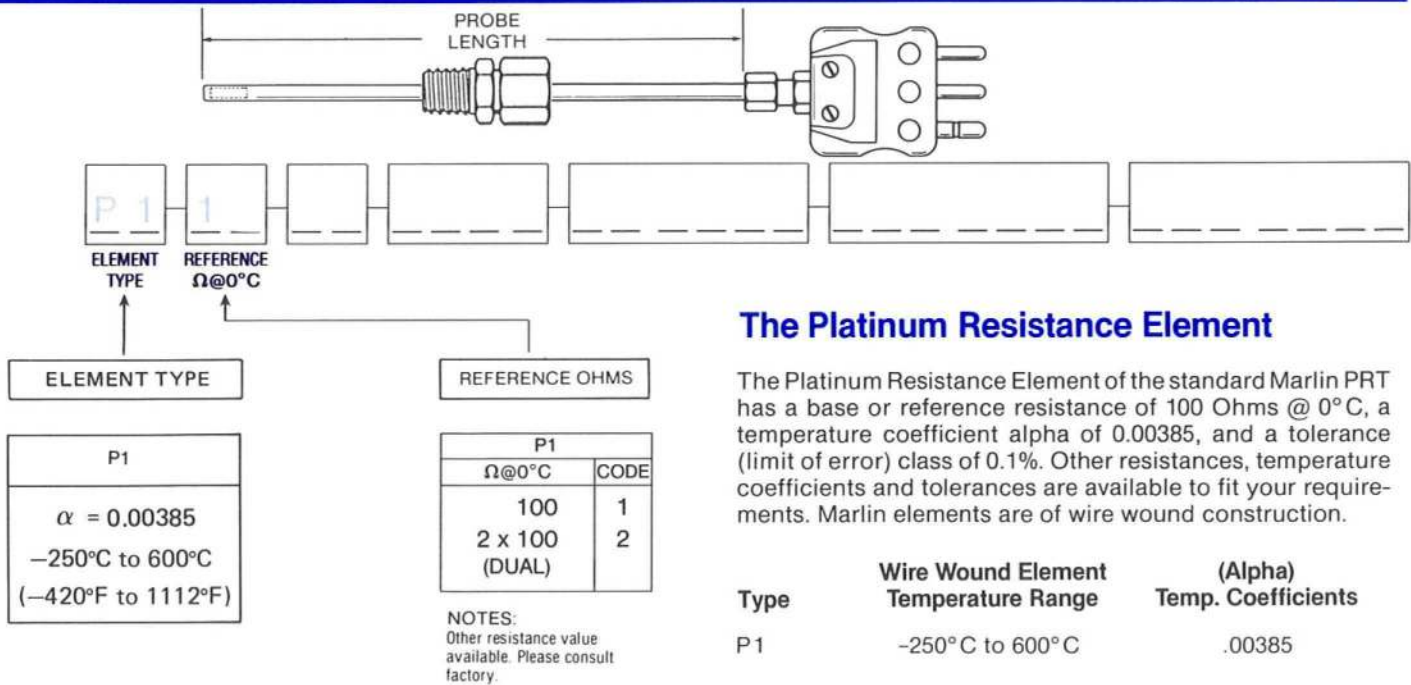 PROBE
LENGTH
P 1
1
ELEMENT
TYPE
REFERENCE
Ω@0°C
ELEMENT TYPE
P1
α = 0.00385
−250°C to 600°C
(−420°F to 1112°F)
REFERENCE OHMS
P1
Ω@0°C CODE
100 1
2 x 100 2
(DUAL)
NOTES:
Other resistance value
available. Please consult
factory.
The Platinum Resistance Element
The Platinum Resistance Element of the standard Marlin PRT
has a base or reference resistance of 100 Ohms @ 0°C, a
temperature coefficient alpha of 0.00385, and a tolerance
(limit of error) class of 0.1%. Other resistances, temperature
coefficients and tolerances are available to fit your require-
ments. Marlin elements are of wire wound construction.
Type Wire Wound Element Temperature Range (Alpha) Temp. Coefficients
P1 -250°C to 600°C .00385